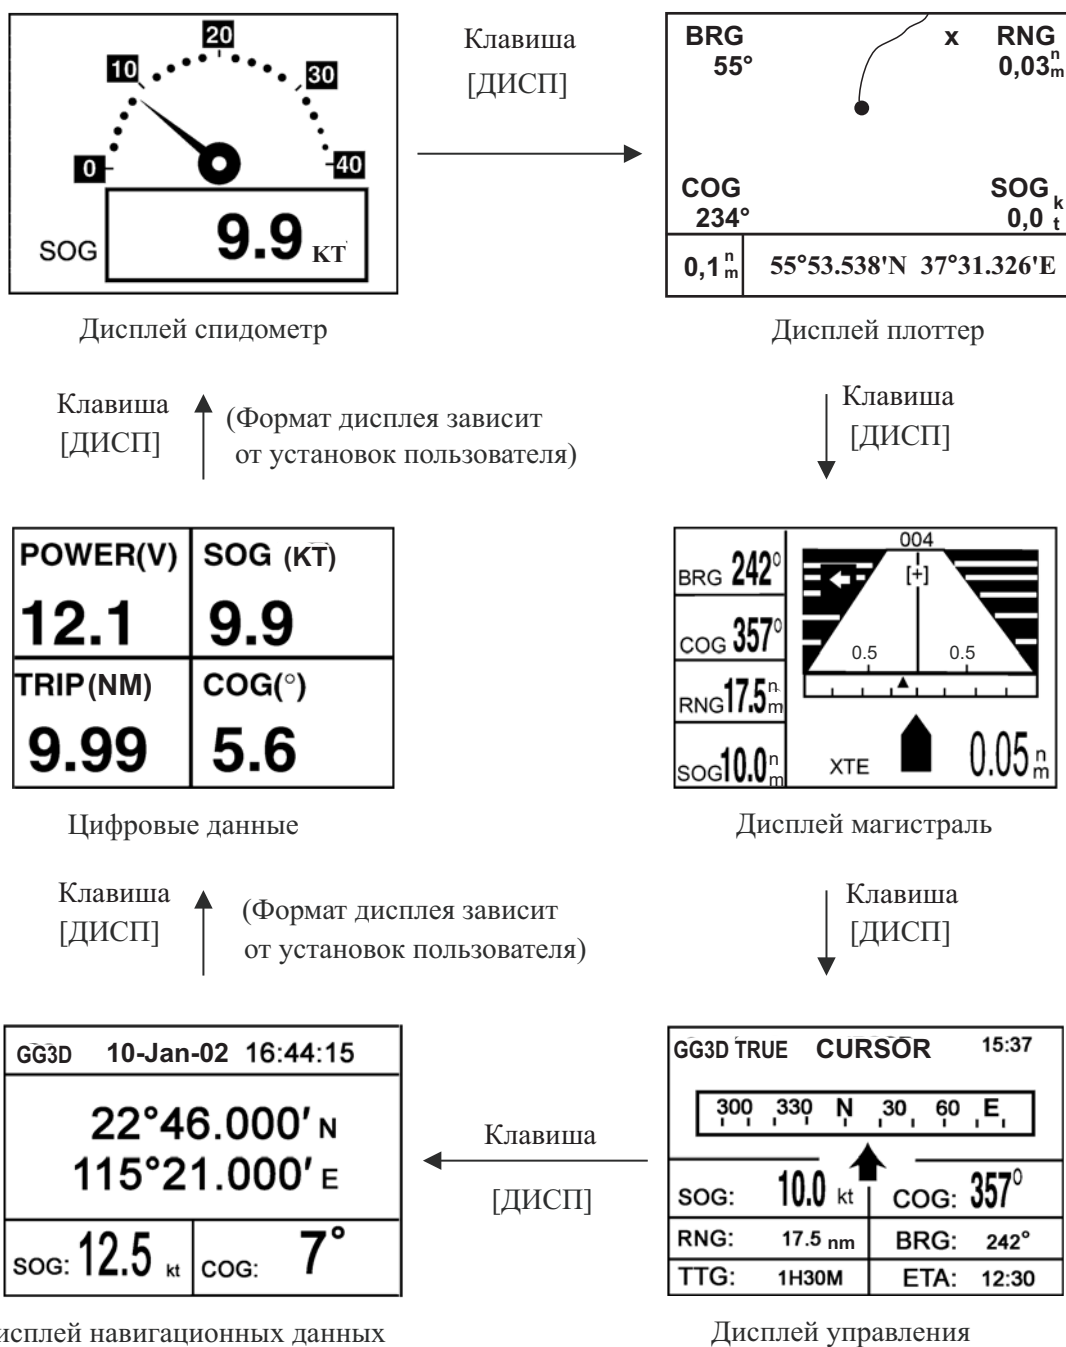 20
10
30
0
40
SOG
9.9 KT
Дисплей спидометр
Клавиша
[ДИСП]
BRG
55°
x
RNG
0,03 nm
COG
234°
SOG
0,0 kt
0,1 nm
55°53.538'N 37°31.326'E
Дисплей плоттер
Клавиша
[ДИСП]
(Формат дисплея зависит
от установок пользователя)
Клавиша
[ДИСП]
POWER(V)
12.1
SOG (KT)
9.9
TRIP(NM)
9.99
COG(°)
5.6
Цифровые данные
BRG 242°
COG 357°
RNG 17.5 nm
SOG 10.0 nm
004
[+]
0.5
0.5
XTE
0.05 nm
Дисплей магистраль
Клавиша
[ДИСП]
(Формат дисплея зависит
от установок пользователя)
Клавиша
[ДИСП]
GG3D 10-Jan-02 16:44:15
22°46.000′ N
115°21.000′ E
SOG: 12.5 kt
COG: 7°
исплей навигационных данных
Клавиша
[ДИСП]
GG3D TRUE CURSOR 15:37
300 330 N 30 60 E
SOG: 10.0 kt
COG: 357°
RNG: 17.5 nm
BRG: 242°
TTG: 1H30M
ETA: 12:30
Дисплей управления